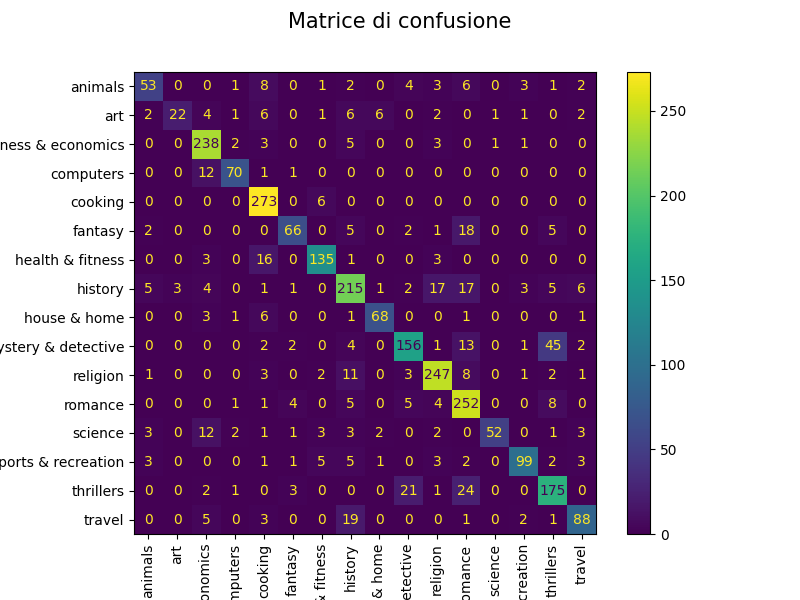 Matrice di confusione
animals 53 0 0 1 8 0 1 2 0 4 3 6 0 3 1 2
art 2 22 4 1 6 0 1 6 6 0 2 0 1 1 0 2
ness & economics 0 0 238 2 3 0 0 5 0 0 3 0 1 1 0 0
computers 0 0 12 70 1 1 0 0 0 0 0 0 0 0 0 0
cooking 0 0 0 0 273 0 6 0 0 0 0 0 0 0 0 0
fantasy 2 0 0 0 0 66 0 5 0 2 1 18 0 0 5 0
health & fitness 0 0 3 0 16 0 135 1 0 0 3 0 0 0 0 0
history 5 3 4 0 1 1 0 215 1 2 17 17 0 3 5 6
house & home 0 0 3 1 6 0 0 1 68 0 0 1 0 0 0 1
ystery & detective 0 0 0 0 2 2 0 4 0 156 1 13 0 1 45 2
religion 1 0 0 0 3 0 2 11 0 3 247 8 0 1 2 1
romance 0 0 0 1 1 4 0 5 0 5 4 252 0 0 8 0
science 3 0 12 2 1 1 3 3 2 0 2 0 52 0 1 3
ports & recreation 3 0 0 0 1 1 5 5 1 0 3 2 0 99 2 3
thrillers 0 0 2 1 0 3 0 0 0 21 1 24 0 0 175 0
travel 0 0 5 0 3 0 0 19 0 0 0 1 0 2 1 88
animals
art
onomics
mputers
cooking
fantasy
& fitness
history
& home
etective
religion
omance
science
creation
thrillers
travel
250
200
150
100
50
0